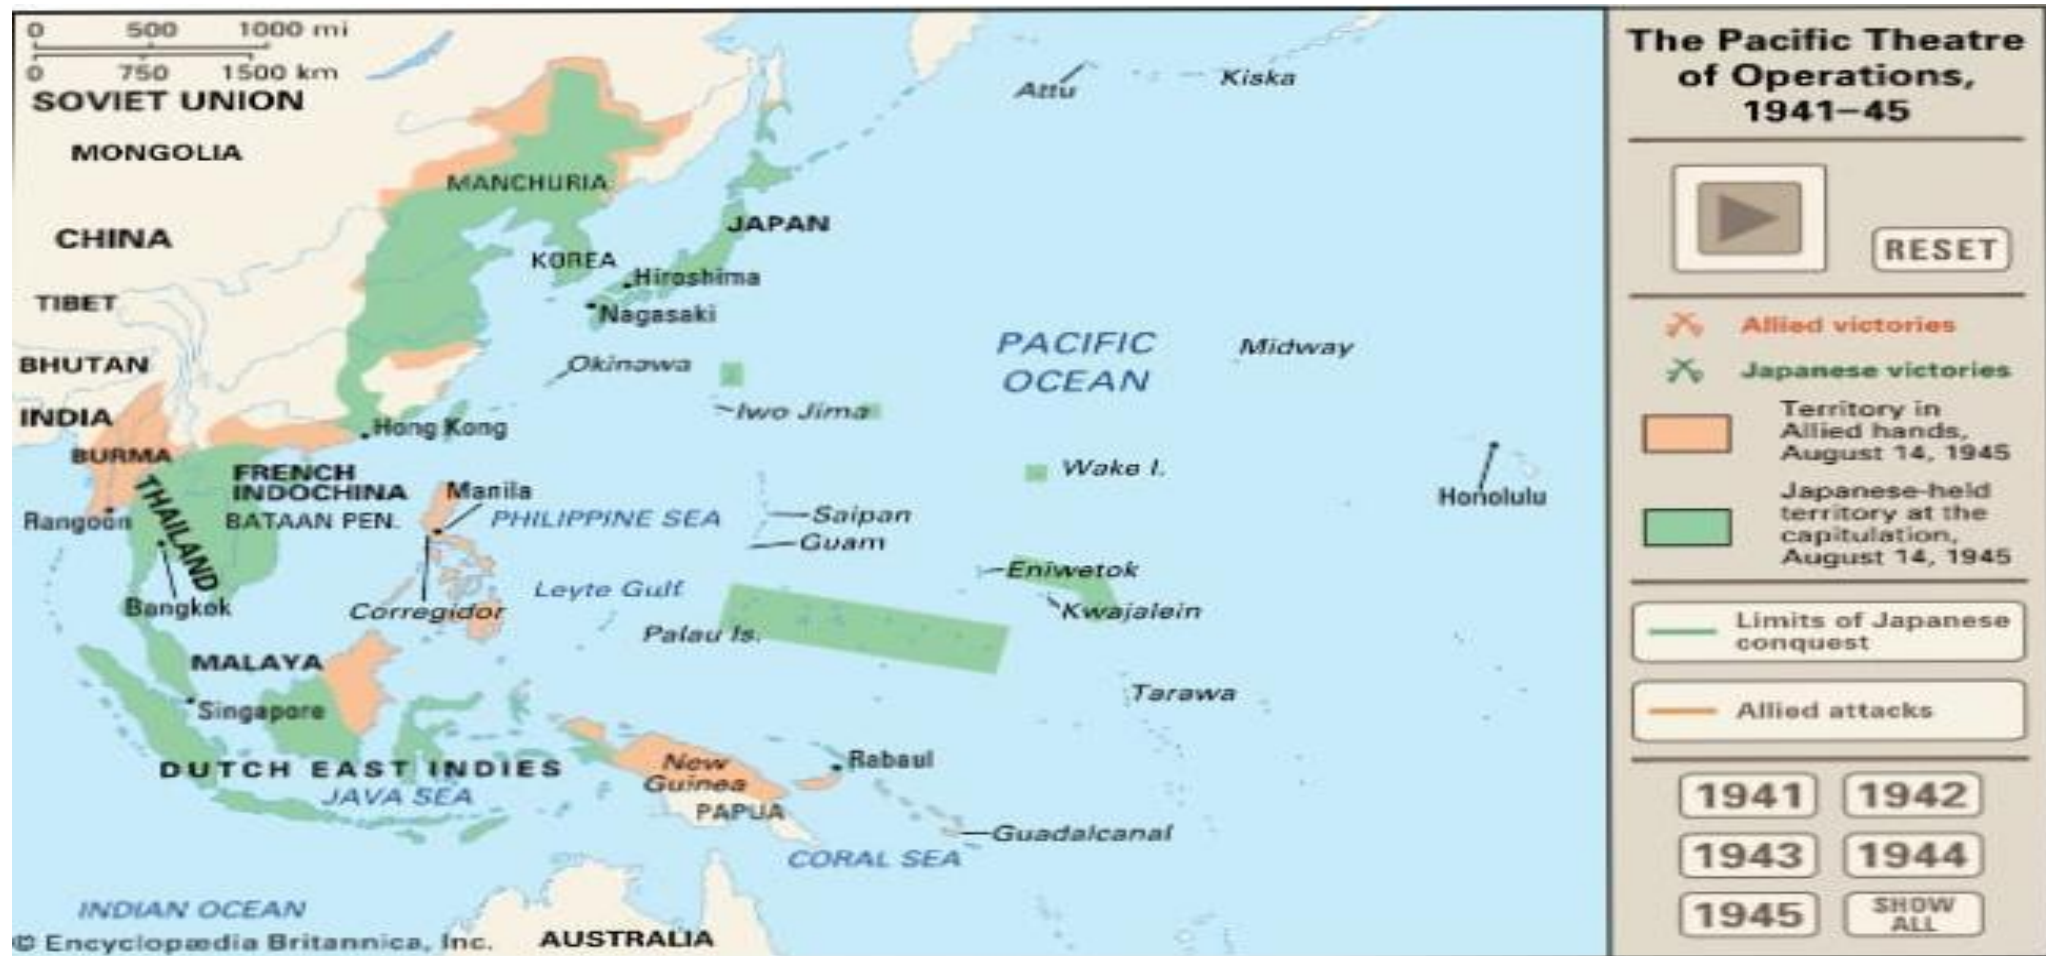 0 500 1000 mi
0 750 1500 km
SOVIET UNION
MONGOLIA
CHINA
TIBET
BHUTAN
INDIA
BURMA
Rangoon
THAILAND
Bangkok
FRENCH
INDOCHINA
BATAAN PEN.
MANCHURIA
KOREA
JAPAN
Hiroshima
Nagasaki
Okinawa
Iwo Jima
Hong Kong
Manila
PHILIPPINE SEA
Corregidor
Leyte Gulf
Palau Is.
Saipan
Guam
Attu
Kiska
PACIFIC
OCEAN
Midway
Wake I.
Honolulu
Eniwetok
Kwajalein
Tarawa
MALAYA
Singapore
DUTCH EAST INDIES
JAVA SEA
New
Guinea
PAPUA
Rabaul
Guadalcanal
CORAL SEA
INDIAN OCEAN
AUSTRALIA
© Encyclopædia Britannica, Inc.
The Pacific Theatre
of Operations,
1941–45
RESET
Allied victories
Japanese victories
Territory in
Allied hands,
August 14, 1945
Japanese-held
territory at the
capitulation,
August 14, 1945
Limits of Japanese
conquest
Allied attacks
1941 1942
1943 1944
1945 SHOW
ALL